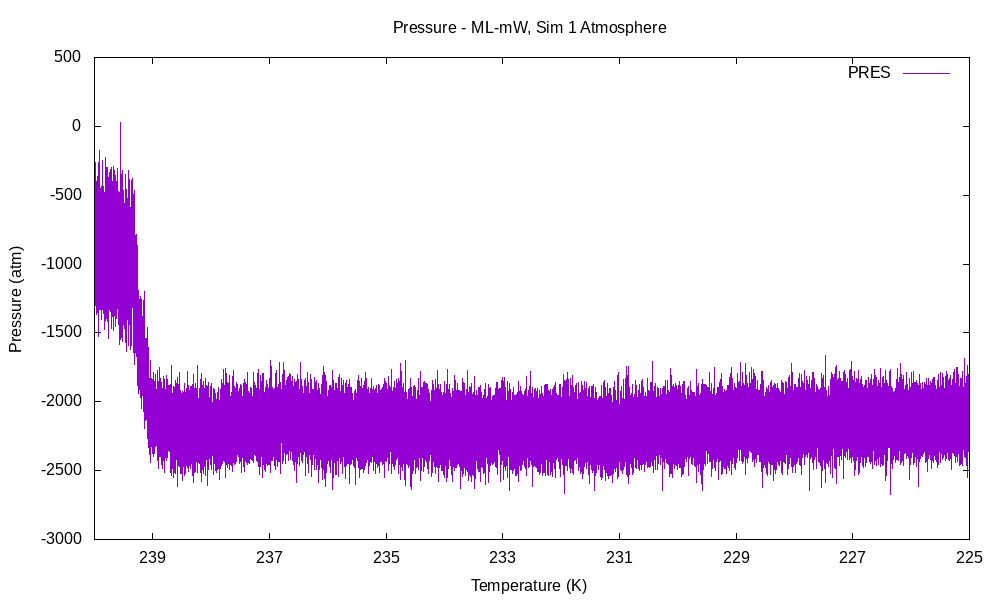 Pressure - ML-mW, Sim 1 Atmosphere
PRES
500
0
-500
-1000
-1500
-2000
-2500
-3000
Pressure (atm)
239 237 235 233 231 229 227 225
Temperature (K)